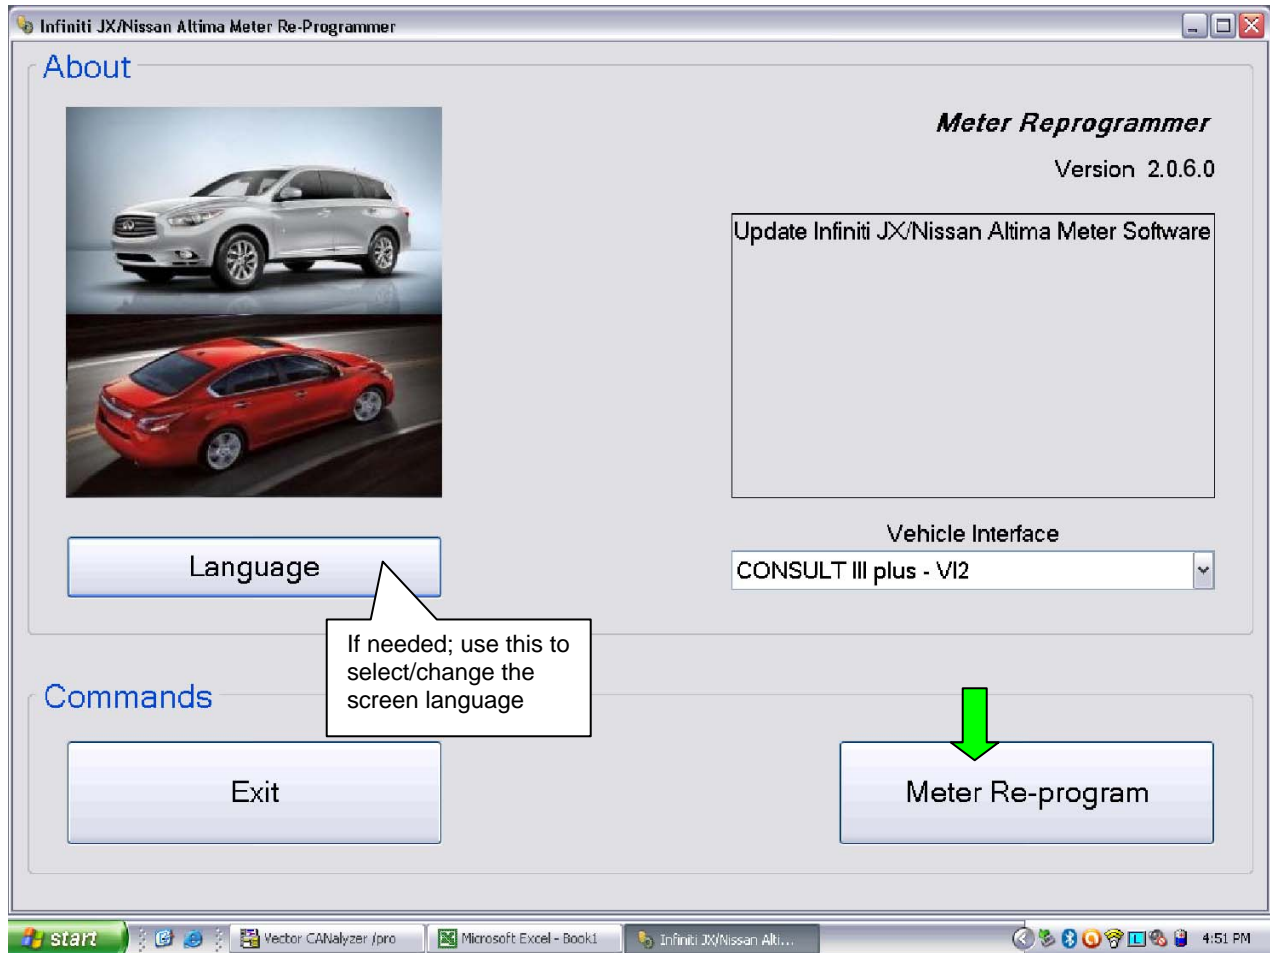 Infiniti JX/Nissan Altima Meter Re-Programmer
About
Meter Reprogrammer
Version 2.0.6.0
Update Infiniti JX/Nissan Altima Meter Software
Vehicle Interface
CONSULT III plus - VI2
Language
If needed; use this to
select/change the
screen language
Commands
Exit
Meter Re-program
start
Vector CANalyzer /pro
Microsoft Excel - Book1
Infiniti JX/Nissan Alti...
L
4:51 PM